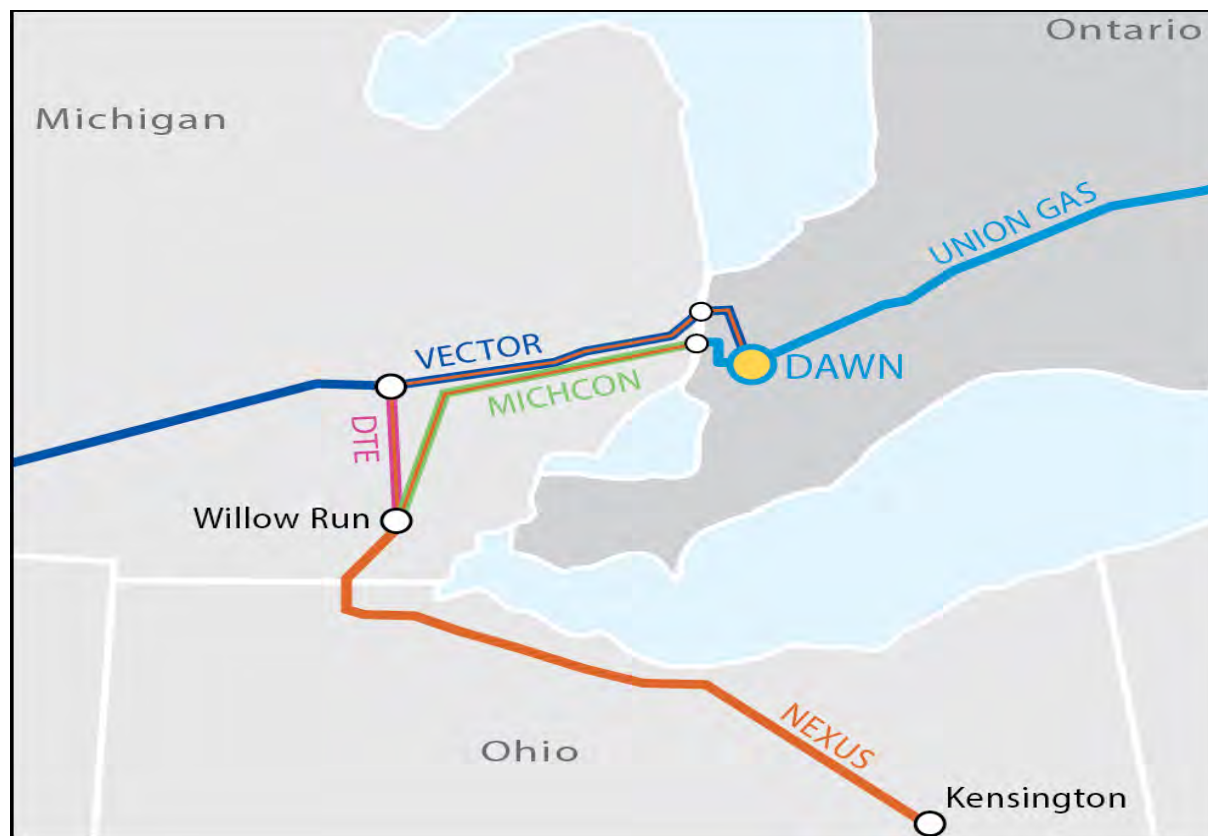 Ontario
Michigan
UNION GAS
VECTOR
DAWN
MICHCON
DTE
Willow Run
NEXUS
Ohio
Kensington